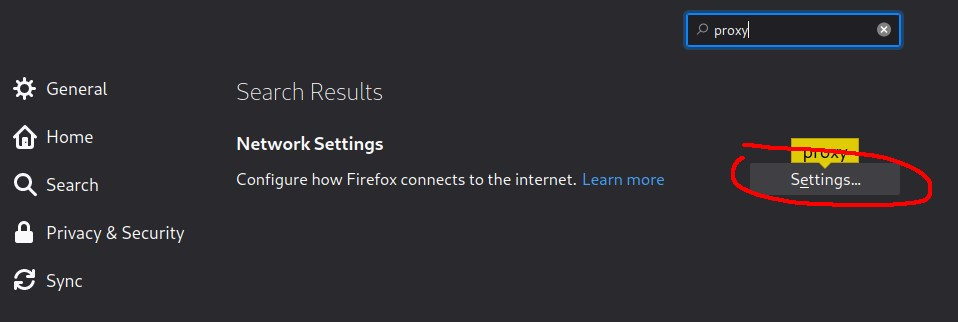 proxy
General
Home
Search
Privacy & Security
Sync
Search Results
Network Settings
Configure how Firefox connects to the internet. Learn more
proxy
Settings...